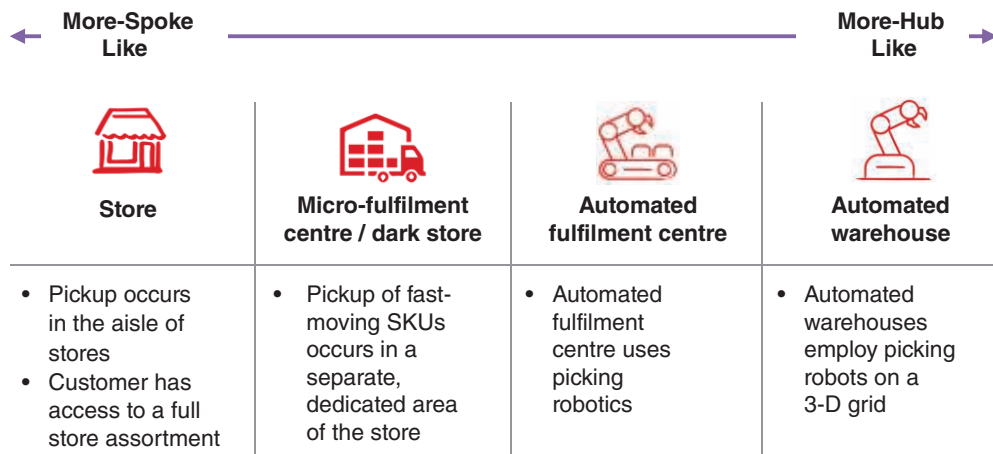 More-Spoke
Like
More-Hub
Like
Store
Micro-fulfilment
centre / dark store
Automated
fulfilment centre
Automated
warehouse
• Pickup occurs
in the aisle of
stores
• Customer has
access to a full
store assortment
• Pickup of fast-
moving SKUs
occurs in a
separate,
dedicated area
of the store
• Automated
fulfilment
centre uses
picking
robotics
• Automated
warehouses
employ picking
robots on a
3-D grid